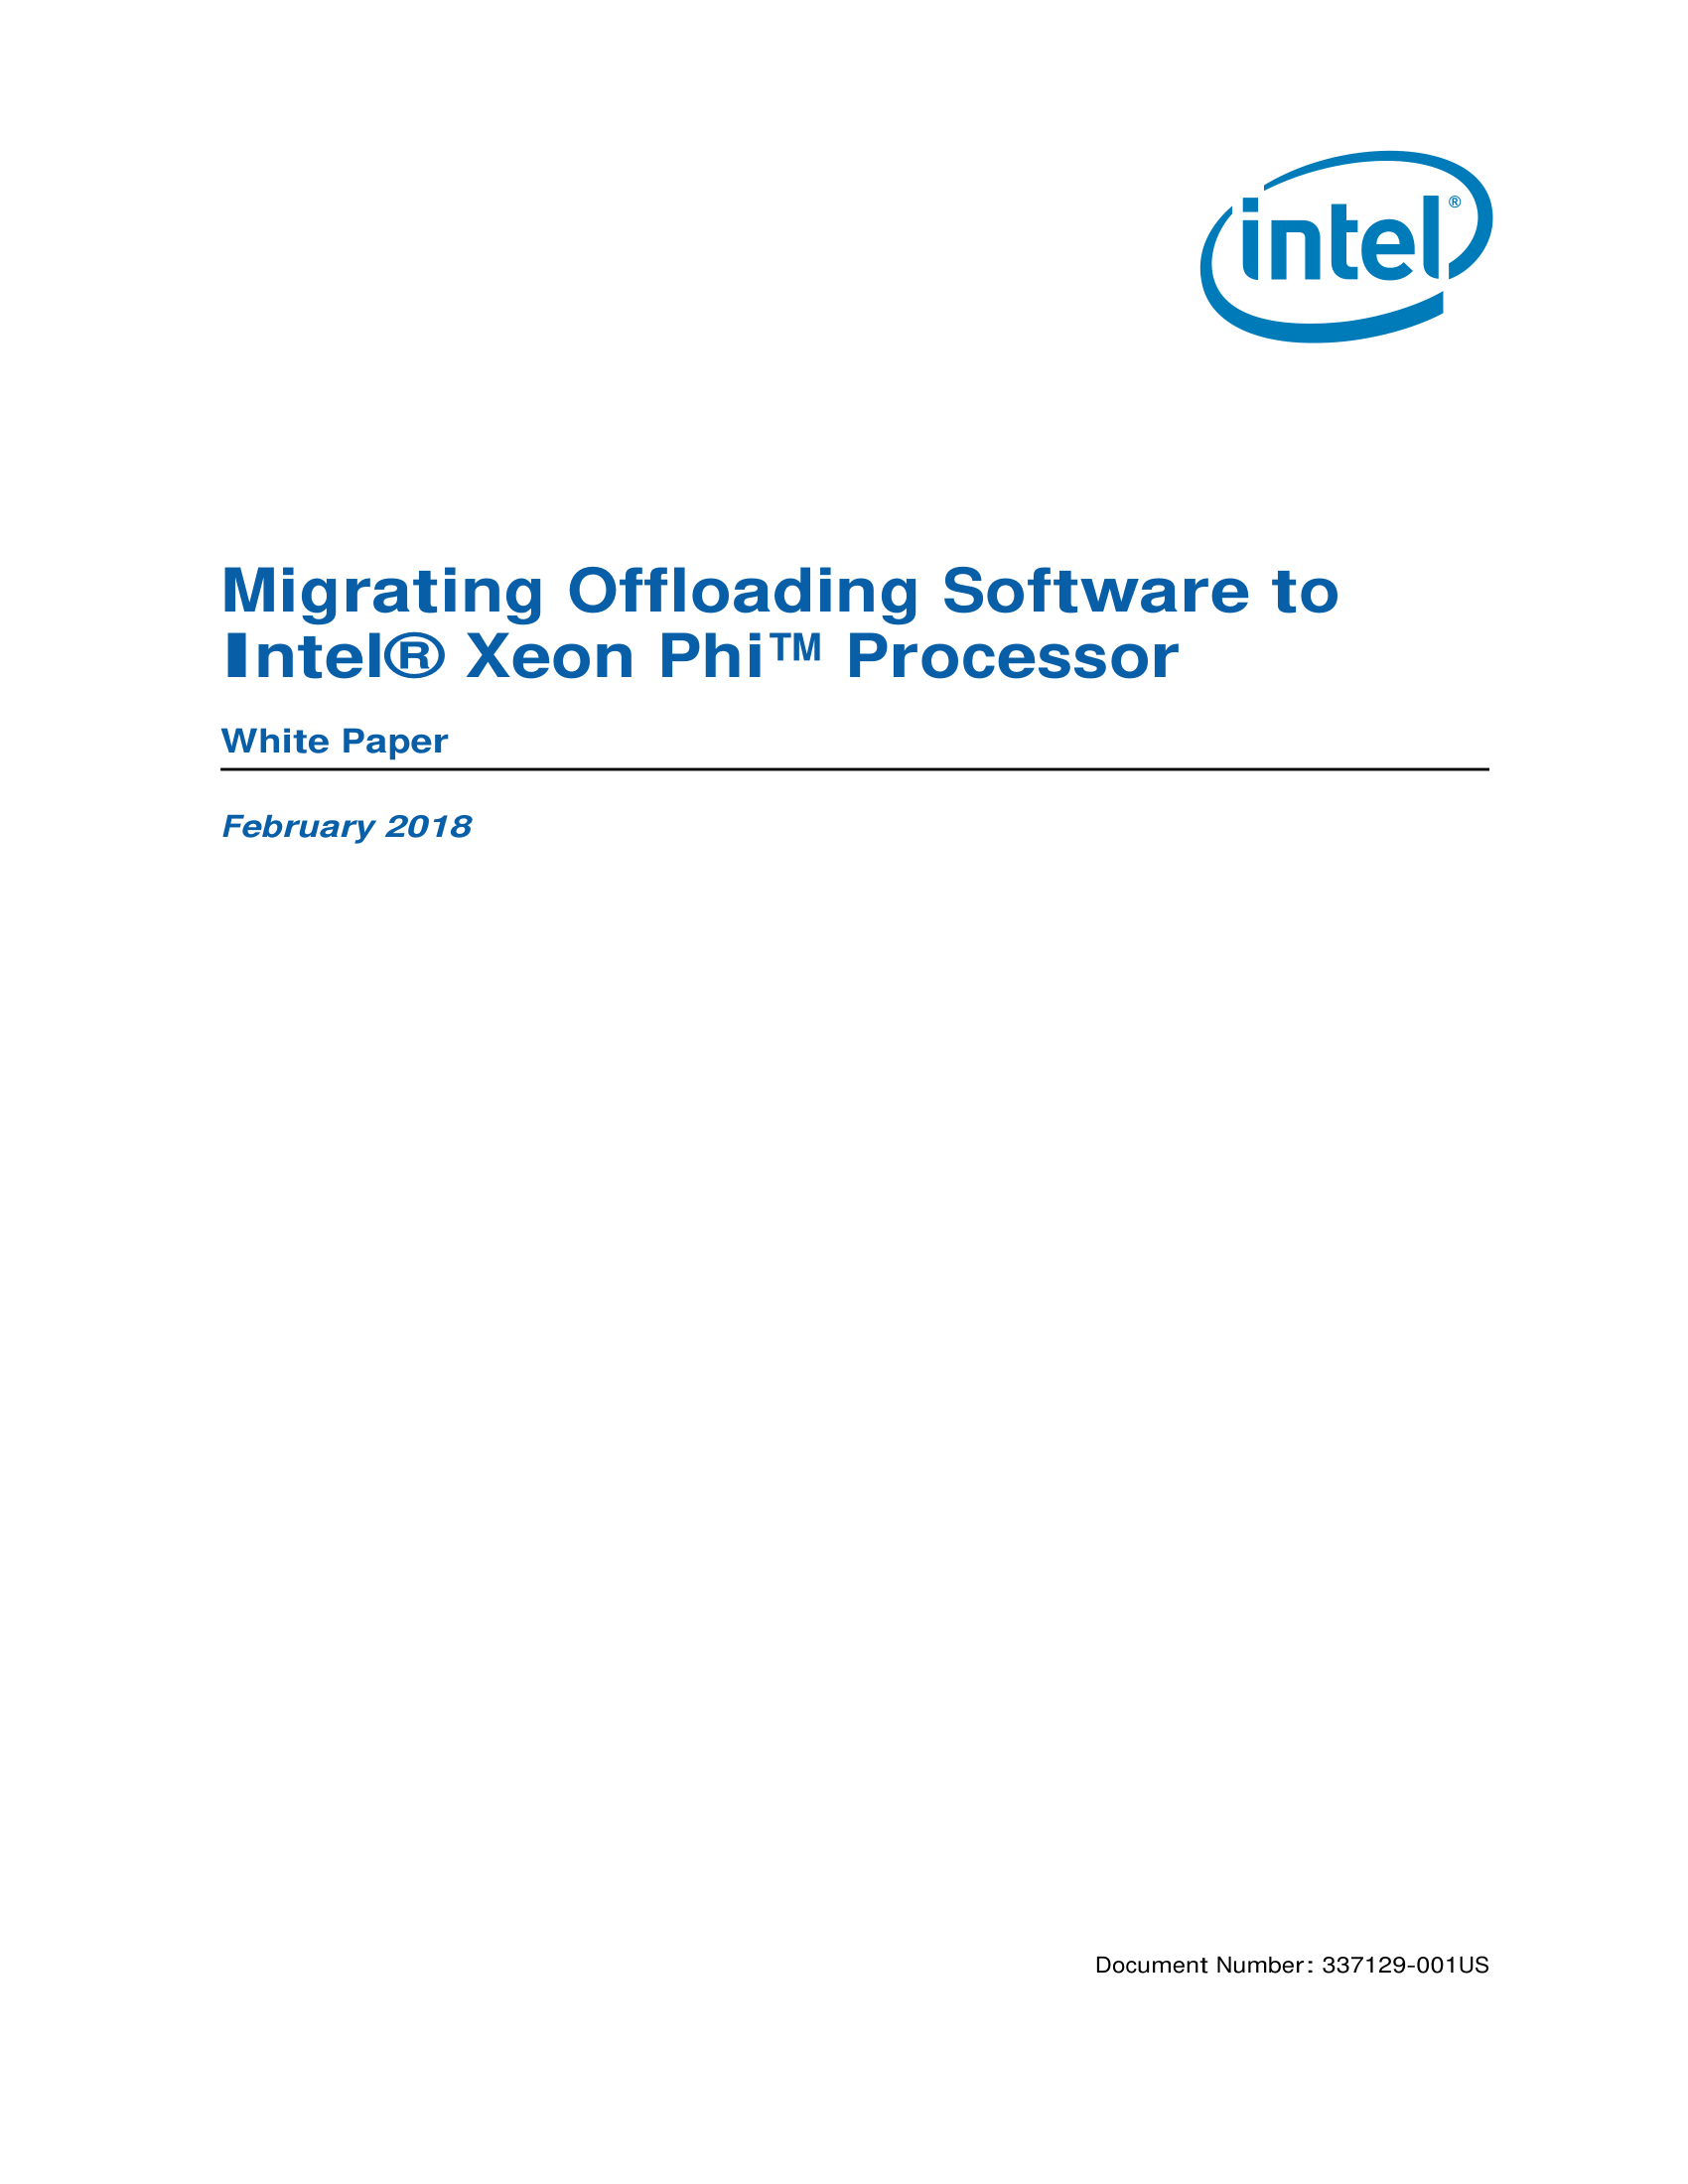 intel®
Migrating Offloading Software to
Intel® Xeon Phi™ Processor
White Paper
February 2018
Document Number: 337129-001US